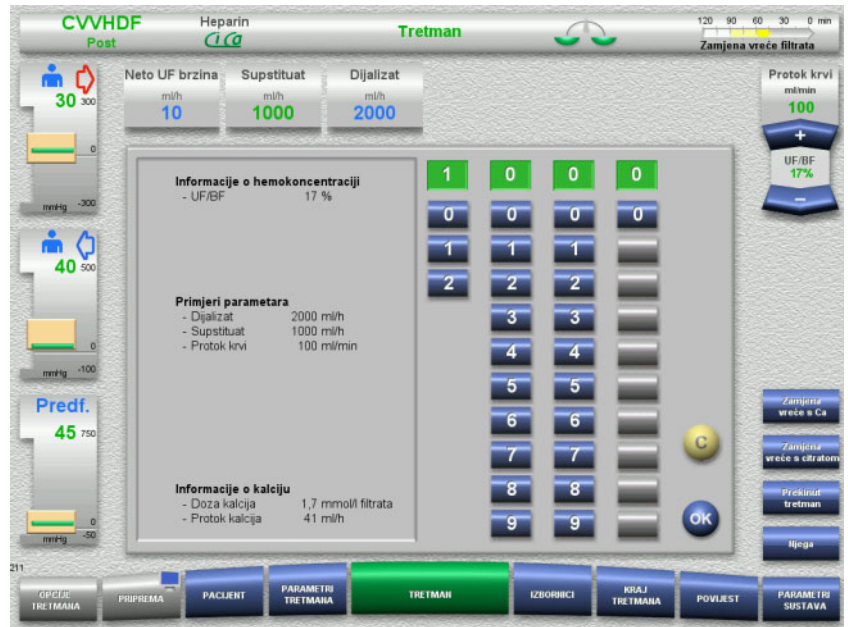 CVVHDF
Post
Heparin
CiCa
Tretman
120 90 60 30 0 min
Zamjena vreće filtrata
30 300
0
mmHg -300
40 500
0
mmHg -100
Predf.
45 750
0
mmHg -50
Neto UF brzina
ml/h
10
Supstituat
ml/h
1000
Dijalizat
ml/h
2000
Protok krvi
ml/min
100
+
UF/BF
17%
−
Informacije o hemokoncentraciji
- UF/BF 17 %
Primjeri parametara
- Dijalizat 2000 ml/h
- Supstituat 1000 ml/h
- Protok krvi 100 ml/min
Informacije o kalciju
- Doza kalcija 1,7 mmol/l filtrata
- Protok kalcija 41 ml/h
1 0 0 0
0 0 0 0
1 1 1
2 2 2
3 3
4 4
5 5
6 6
7 7
8 8
9 9
C
OK
Zamjena
vreće s Ca
Zamjena
vreće s citratom
Prekinut
tretman
Njega
211
OPCIJE
TRETMANA
PRIPREMA
PACIJENT
PARAMETRI
TRETMANA
TRETMAN
IZBORNICI
KRAJ
TRETMANA
POVIJEST
PARAMETRI
SUSTAVA